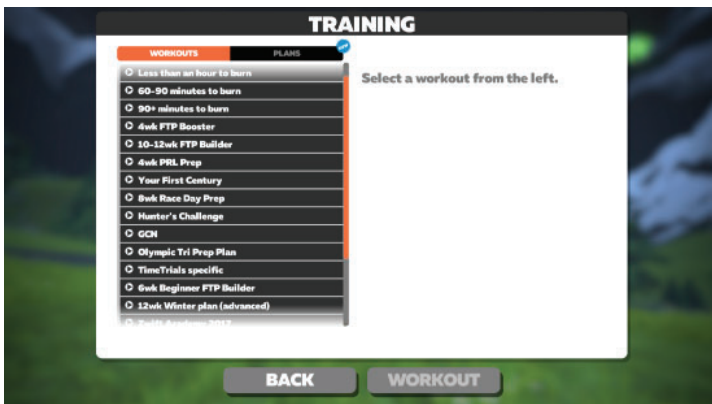 TRAINING
WORKOUTS
PLANS
Less than an hour to burn
60-90 minutes to burn
90+ minutes to burn
4wk FTP Booster
10-12wk FTP Builder
4wk PRL Prep
Your First Century
8wk Race Day Prep
Hunter's Challenge
GCN
Olympic Tri Prep Plan
TimeTrials specific
6wk Beginner FTP Builder
12wk Winter plan (advanced)
Zwift Academy 2017
Select a workout from the left.
BACK
WORKOUT